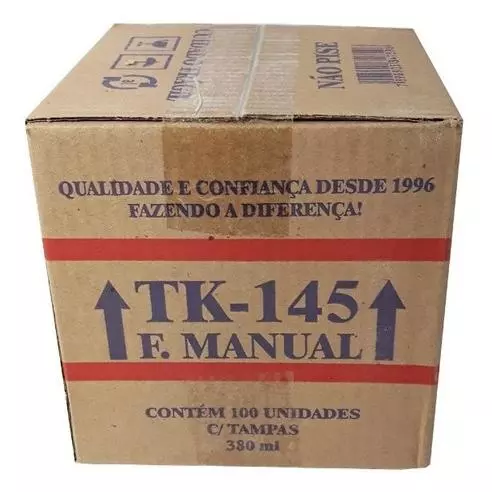 NÃO PISE
QUALIDADE E CONFIANÇA DESDE 1996
FAZENDO A DIFERENÇA!
TK-145
F. MANUAL
CONTÉM 100 UNIDADES
C/ TAMPAS
380 ml